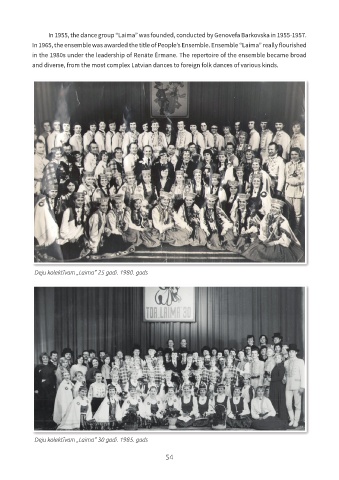 In 1955, the dance group "Laima" was founded, conducted by Genovefa Barkovska in 1955-1957.
In 1965, the ensemble was awarded the title of People's Ensemble. Ensemble "Laima" really flourished
in the 1980s under the leadership of Renāte Ermane. The repertoire of the ensemble became broad
and diverse, from the most complex Latvian dances to foreign folk dances of various kinds.
Deju kolektīvam „Laima" 25 gadi. 1980. gads
TDA LAIMA 30
Deju kolektīvam „Laima" 30 gadi. 1985. gads
54